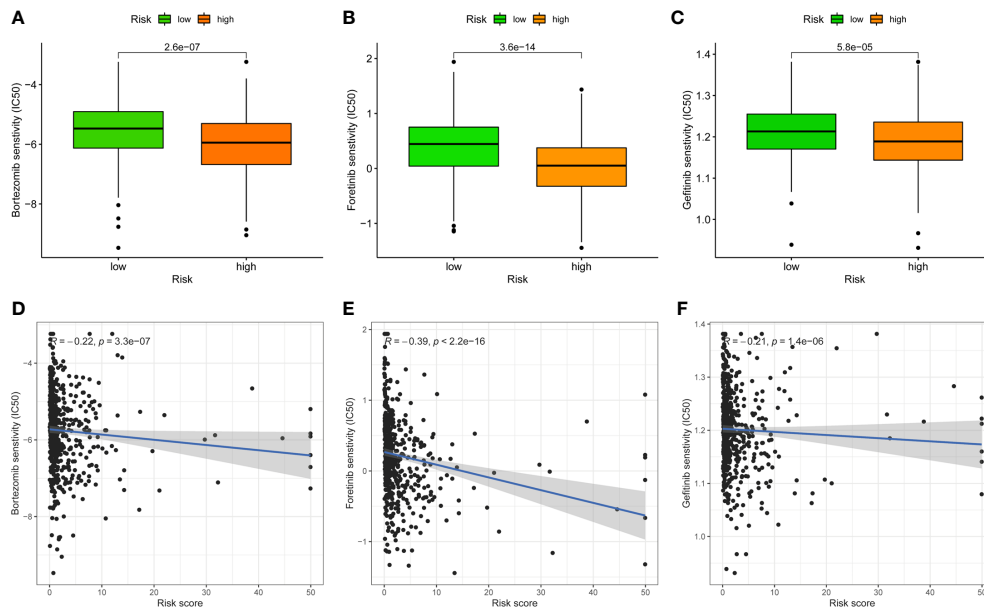 A
Risk low high
2.6e−07
Bortezomib senstivity (IC50)
−4
−6
−8
low high
Risk
B
Risk low high
3.6e−14
Foretinib senstivity (IC50)
2
1
0
−1
low high
Risk
C
Risk low high
5.8e−05
Gefitinib senstivity (IC50)
1.4
1.3
1.2
1.1
1.0
low high
Risk
D
R = −0.22, p = 3.3e−07
Bortezomib senstivity (IC50)
−4
−6
−8
0 10 20 30 40 50
Risk score
E
R = −0.39, p < 2.2e−16
Foretinib senstivity (IC50)
2
1
0
−1
0 10 20 30 40 50
Risk score
F
R = −0.21, p = 1.4e−06
Gefitinib senstivity (IC50)
1.4
1.3
1.2
1.1
1.0
0 10 20 30 40 50
Risk score